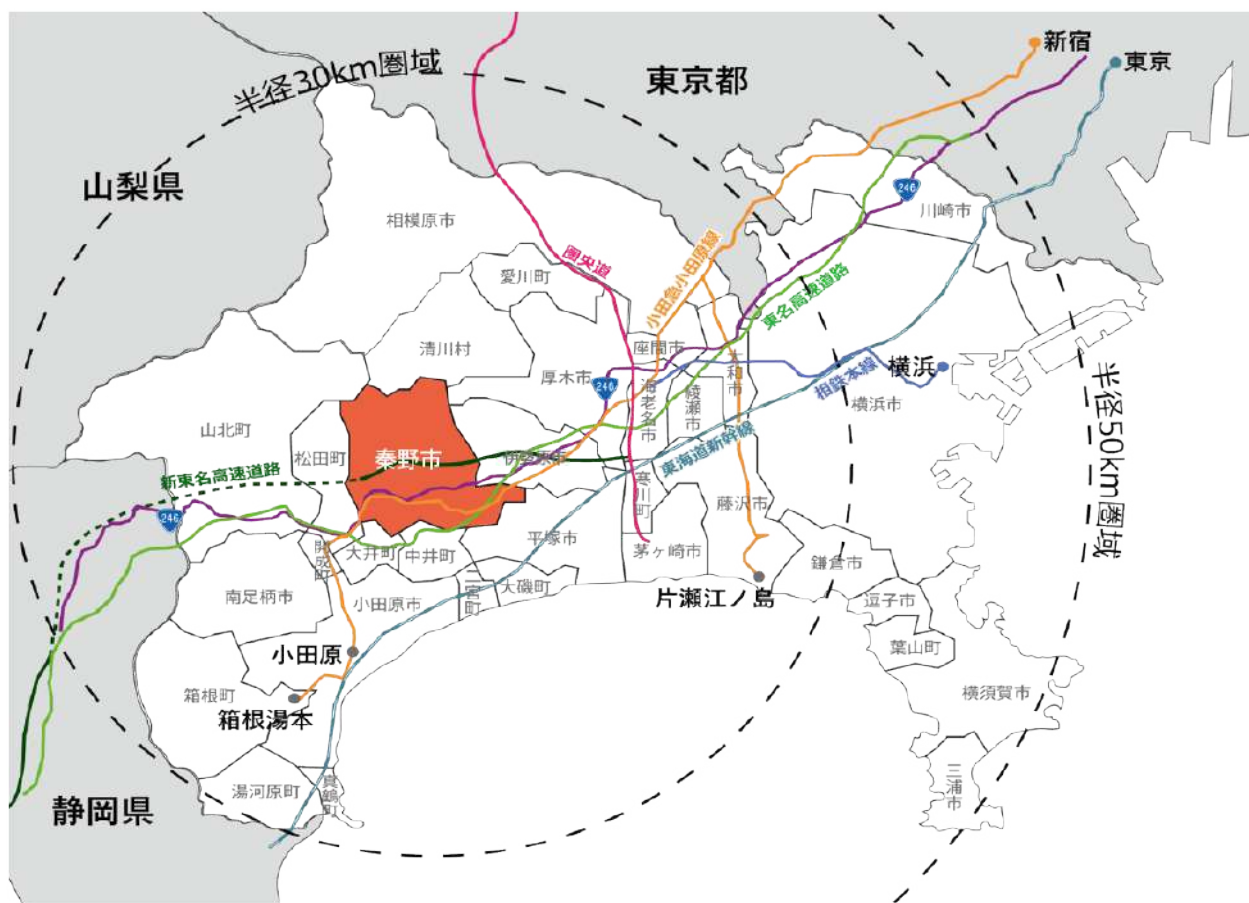 新宿
東京
半径30km圏域
東京都
山梨県
246
川崎市
相模原市
圏央道
小田急小田原線
愛川町
東名高速道路
清川村
座間市
大和市
厚木市
246
海老名市
綾瀬市
相鉄本線
横浜
横浜市
半径50km圏域
山北町
松田町
秦野市
伊勢原市
東海道新幹線
新東名高速道路
寒川町
藤沢市
246
開成町
大井町
中井町
平塚市
茅ヶ崎市
鎌倉市
南足柄市
小田原市
二宮町
大磯町
片瀬江ノ島
逗子市
葉山町
小田原
箱根町
箱根湯本
横須賀市
湯河原町
真鶴町
三浦市
静岡県